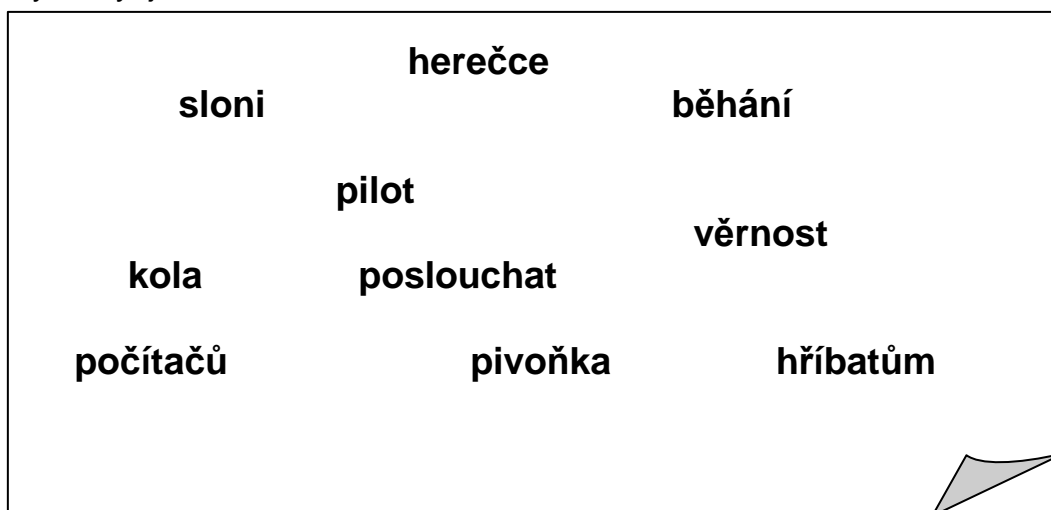 herečce
sloni běhání
pilot
věrnost
kola poslouchat
počítačů pivoňka hříbatům